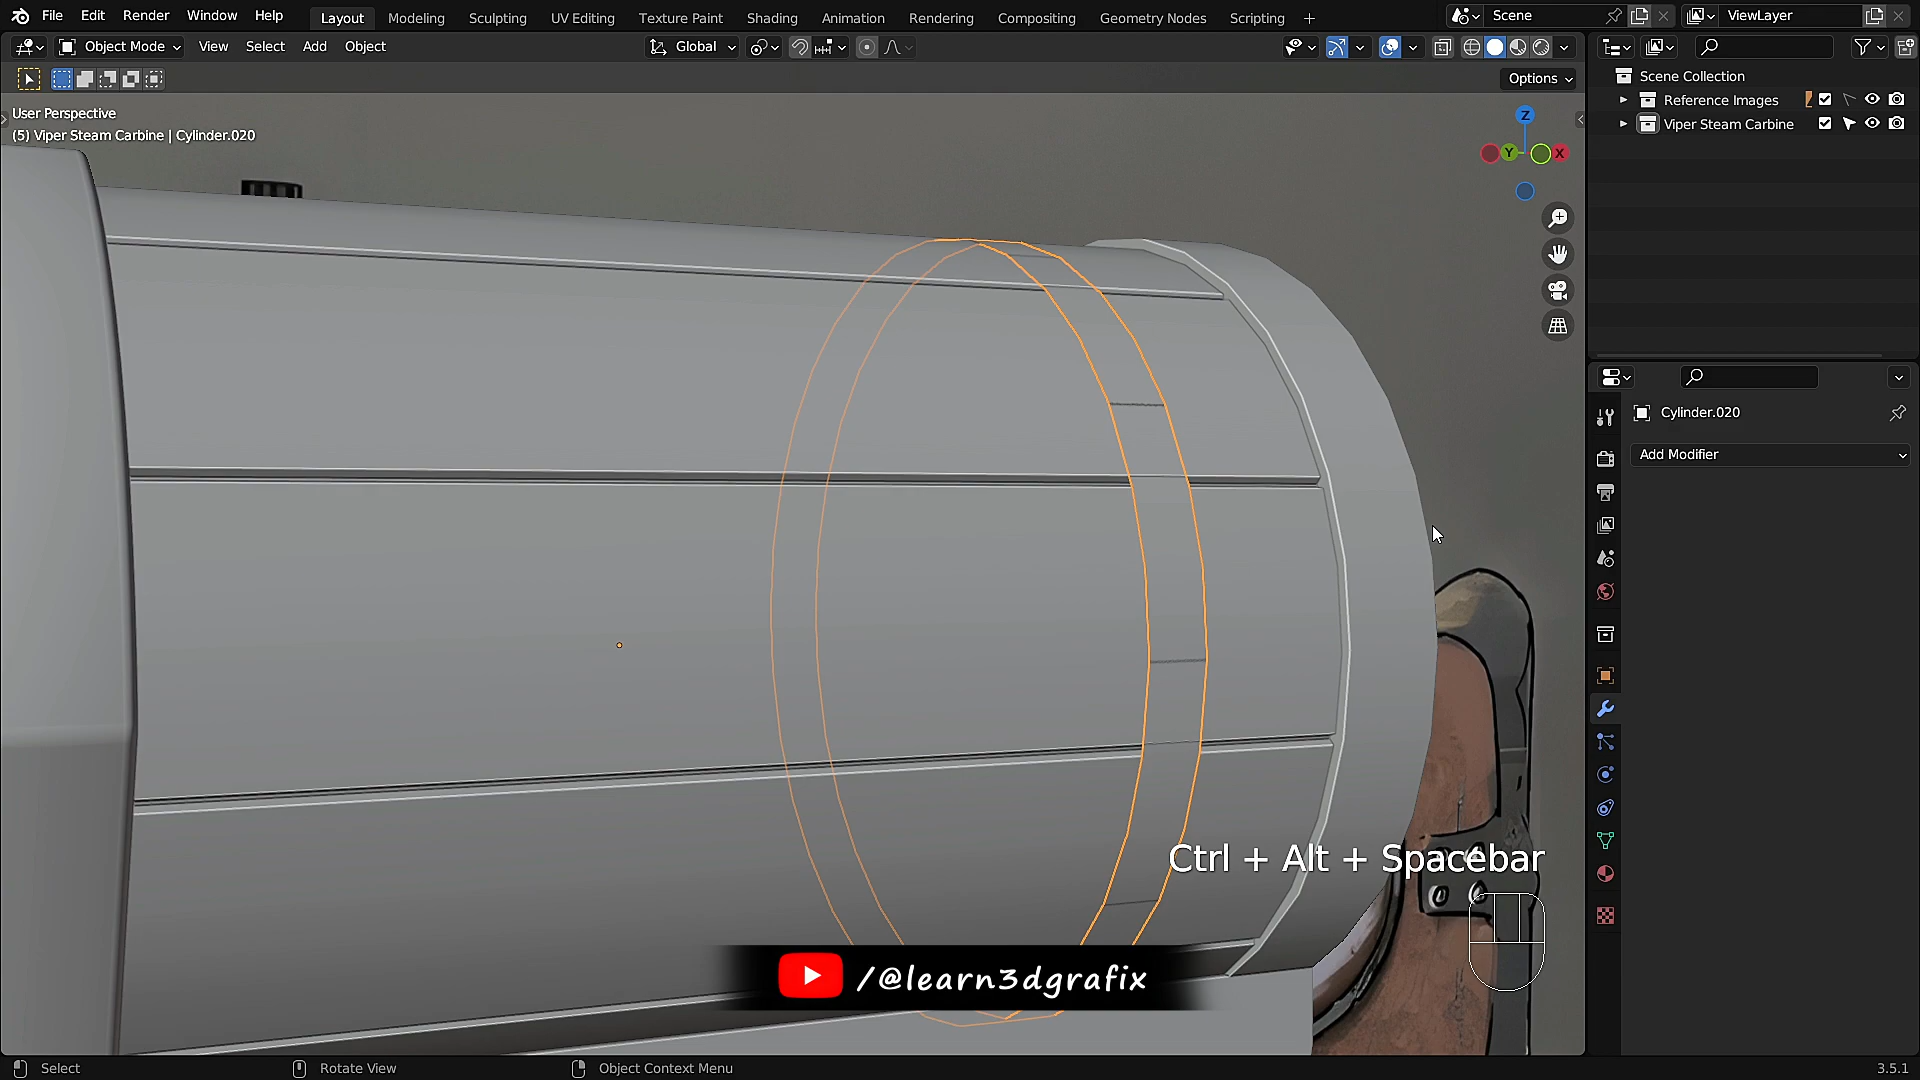 File Edit Render Window Help Layout Modeling Sculpting UV Editing Texture Paint Shading Animation Rendering Compositing Geometry Nodes Scripting + Scene ViewLayer
Object Mode View Select Add Object Global
Options
User Perspective
(5) Viper Steam Carbine | Cylinder.020
Z
Y X
Scene Collection
Reference Images
Viper Steam Carbine
Cylinder.020
Add Modifier
Ctrl + Alt + Spacebar
/@learn3dgrafix
Select Rotate View Object Context Menu 3.5.1